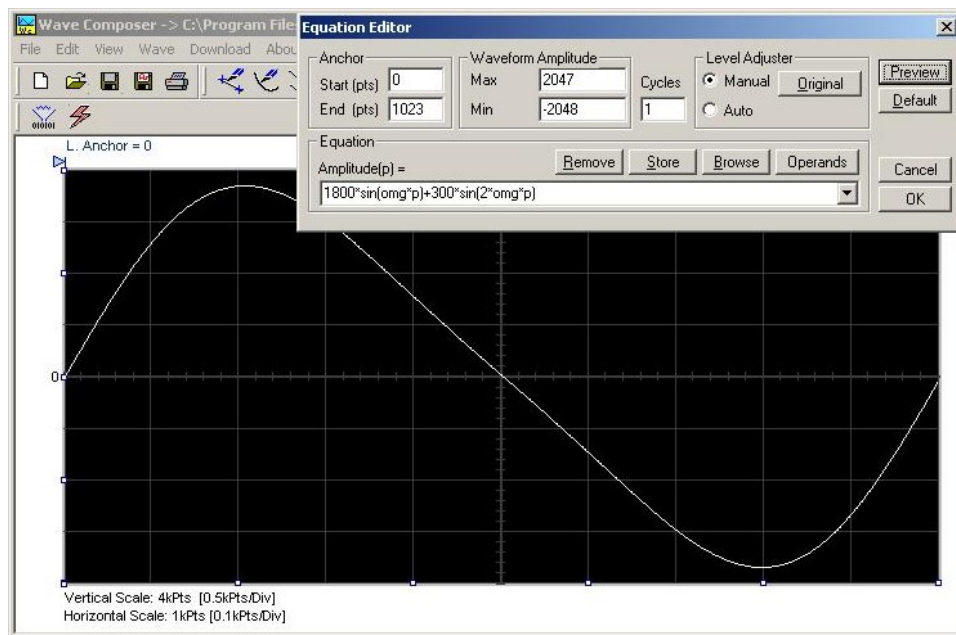 Wave Composer -> C:\Program File
Equation Editor
File Edit View Wave Download Abou
Anchor
Start (pts) 0
End (pts) 1023
Waveform Amplitude
Max 2047
Min -2048
Cycles
1
Level Adjuster
Manual Original
Auto
Preview
Default
Cancel
OK
Equation
Amplitude(p) =
Remove Store Browse Operands
1800*sin(omg*p)+300*sin(2*omg*p)
010101
L. Anchor = 0
0
Vertical Scale: 4kPts [0.5kPts/Div]
Horizontal Scale: 1kPts [0.1kPts/Div]